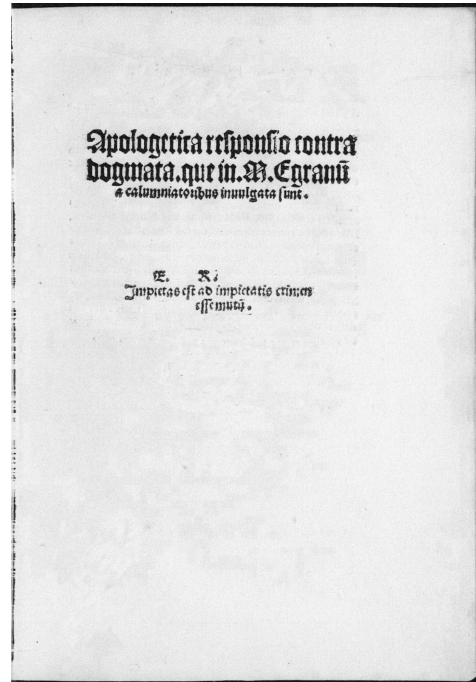 Apologetica responsio contra
dogmata. que in. M. Egranū
a calumniatoribus inuulgata sunt.
E. R.
Impietas est ad impietatis crimen
esse mutū.